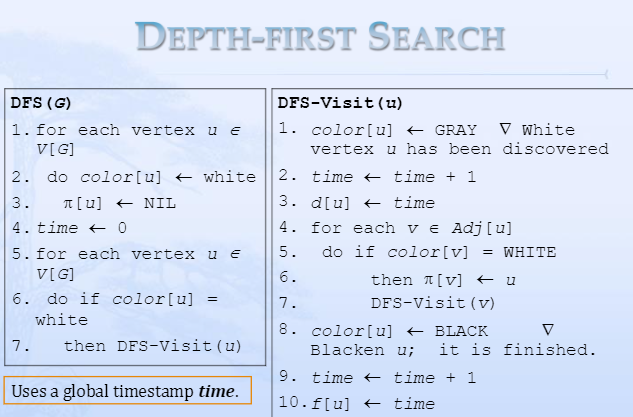 DEPTH-FIRST SEARCH
DFS(G)
1. for each vertex u ∈
V[G]
2. do color[u] ← white
3. π[u] ← NIL
4. time ← 0
5. for each vertex u ∈
V[G]
6. do if color[u] =
white
7. then DFS-Visit(u)
Uses a global timestamp time.
DFS-Visit(u)
1. color[u] ← GRAY ∇ White
vertex u has been discovered
2. time ← time + 1
3. d[u] ← time
4. for each v ∈ Adj[u]
5. do if color[v] = WHITE
6. then π[v] ← u
7. DFS-Visit(v)
8. color[u] ← BLACK ∇
Blacken u; it is finished.
9. time ← time + 1
10. f[u] ← time